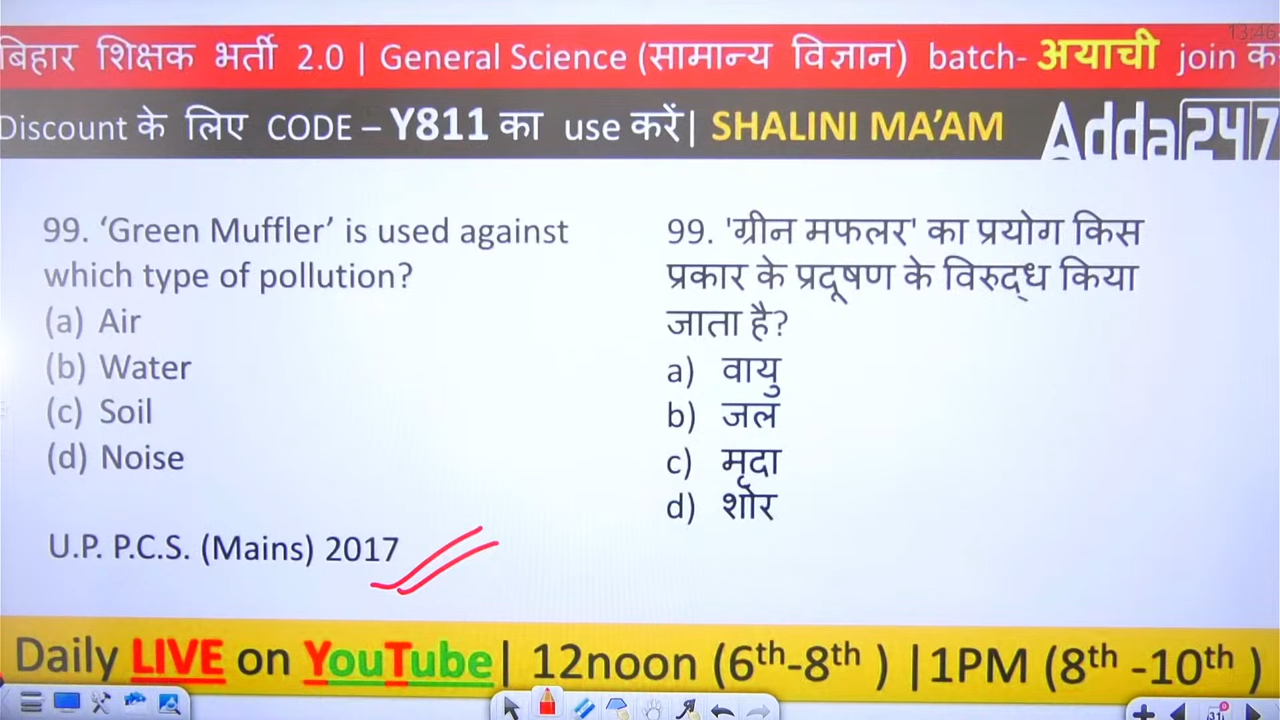 13:46
बिहार शिक्षक भर्ती 2.0 | General Science (सामान्य विज्ञान) batch- अयाची join क
Discount के लिए CODE – Y811 का use करें| SHALINI MA’AM Adda247
99. ‘Green Muffler’ is used against
which type of pollution?
(a) Air
(b) Water
(c) Soil
(d) Noise
U.P. P.C.S. (Mains) 2017
99. 'ग्रीन मफलर' का प्रयोग किस
प्रकार के प्रदूषण के विरुद्ध किया
जाता है?
a) वायु
b) जल
c) मृदा
d) शोर
Daily LIVE on YouTube| 12noon (6th-8th ) |1PM (8th -10th )